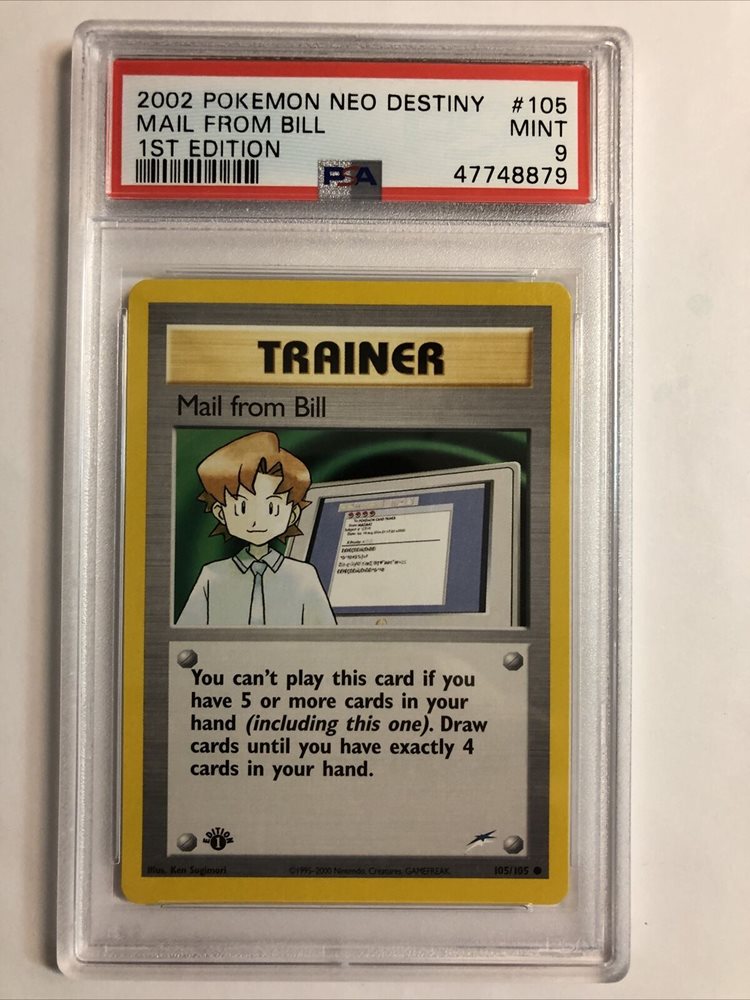 2002 POKEMON NEO DESTINY #105
MAIL FROM BILL MINT
1ST EDITION 9
PSA 47748879
TRAINER
Mail from Bill
You can't play this card if you
have 5 or more cards in your
hand (including this one). Draw
cards until you have exactly 4
cards in your hand.
EDITION 1
Illus. Ken Sugimori ©1995-2000 Nintendo, Creatures, GAMEFREAK. 105/105